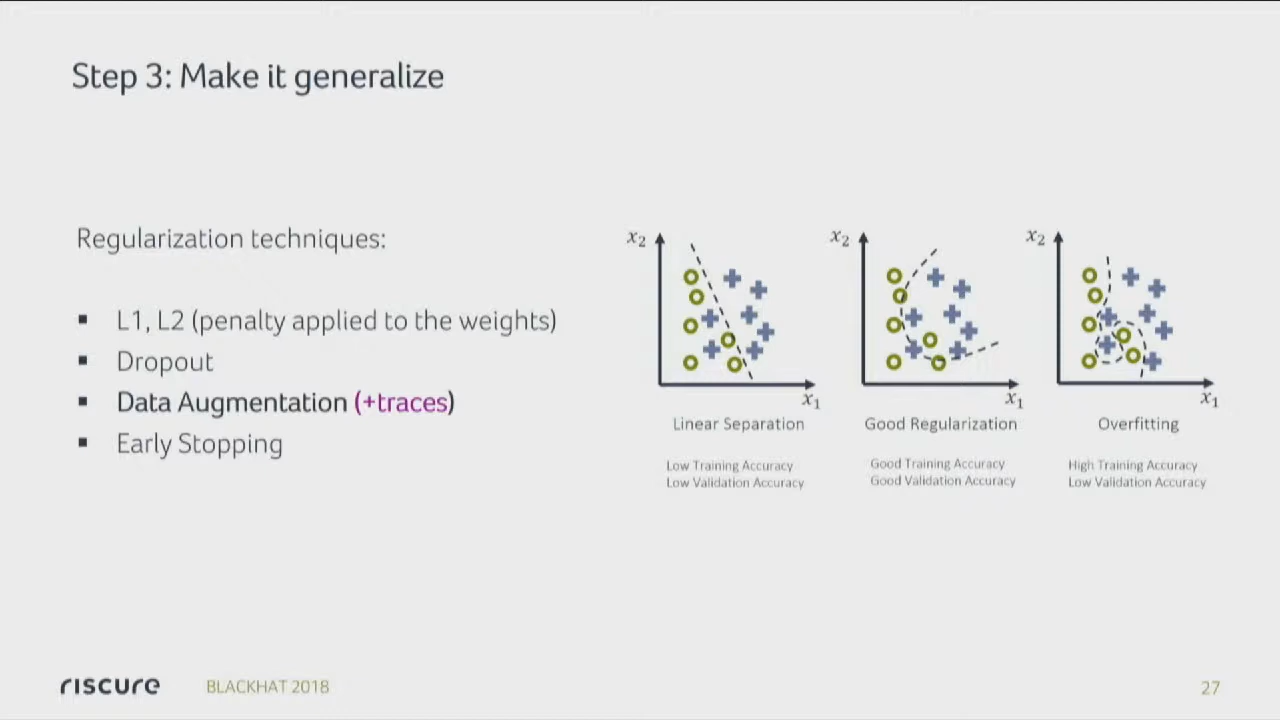 Step 3: Make it generalize
Regularization techniques:
▪ L1, L2 (penalty applied to the weights)
▪ Dropout
▪ Data Augmentation (+traces)
▪ Early Stopping
x₂
x₁
Linear Separation
Low Training Accuracy
Low Validation Accuracy
x₂
x₁
Good Regularization
Good Training Accuracy
Good Validation Accuracy
x₂
x₁
Overfitting
High Training Accuracy
Low Validation Accuracy
riscure
BLACKHAT 2018
27